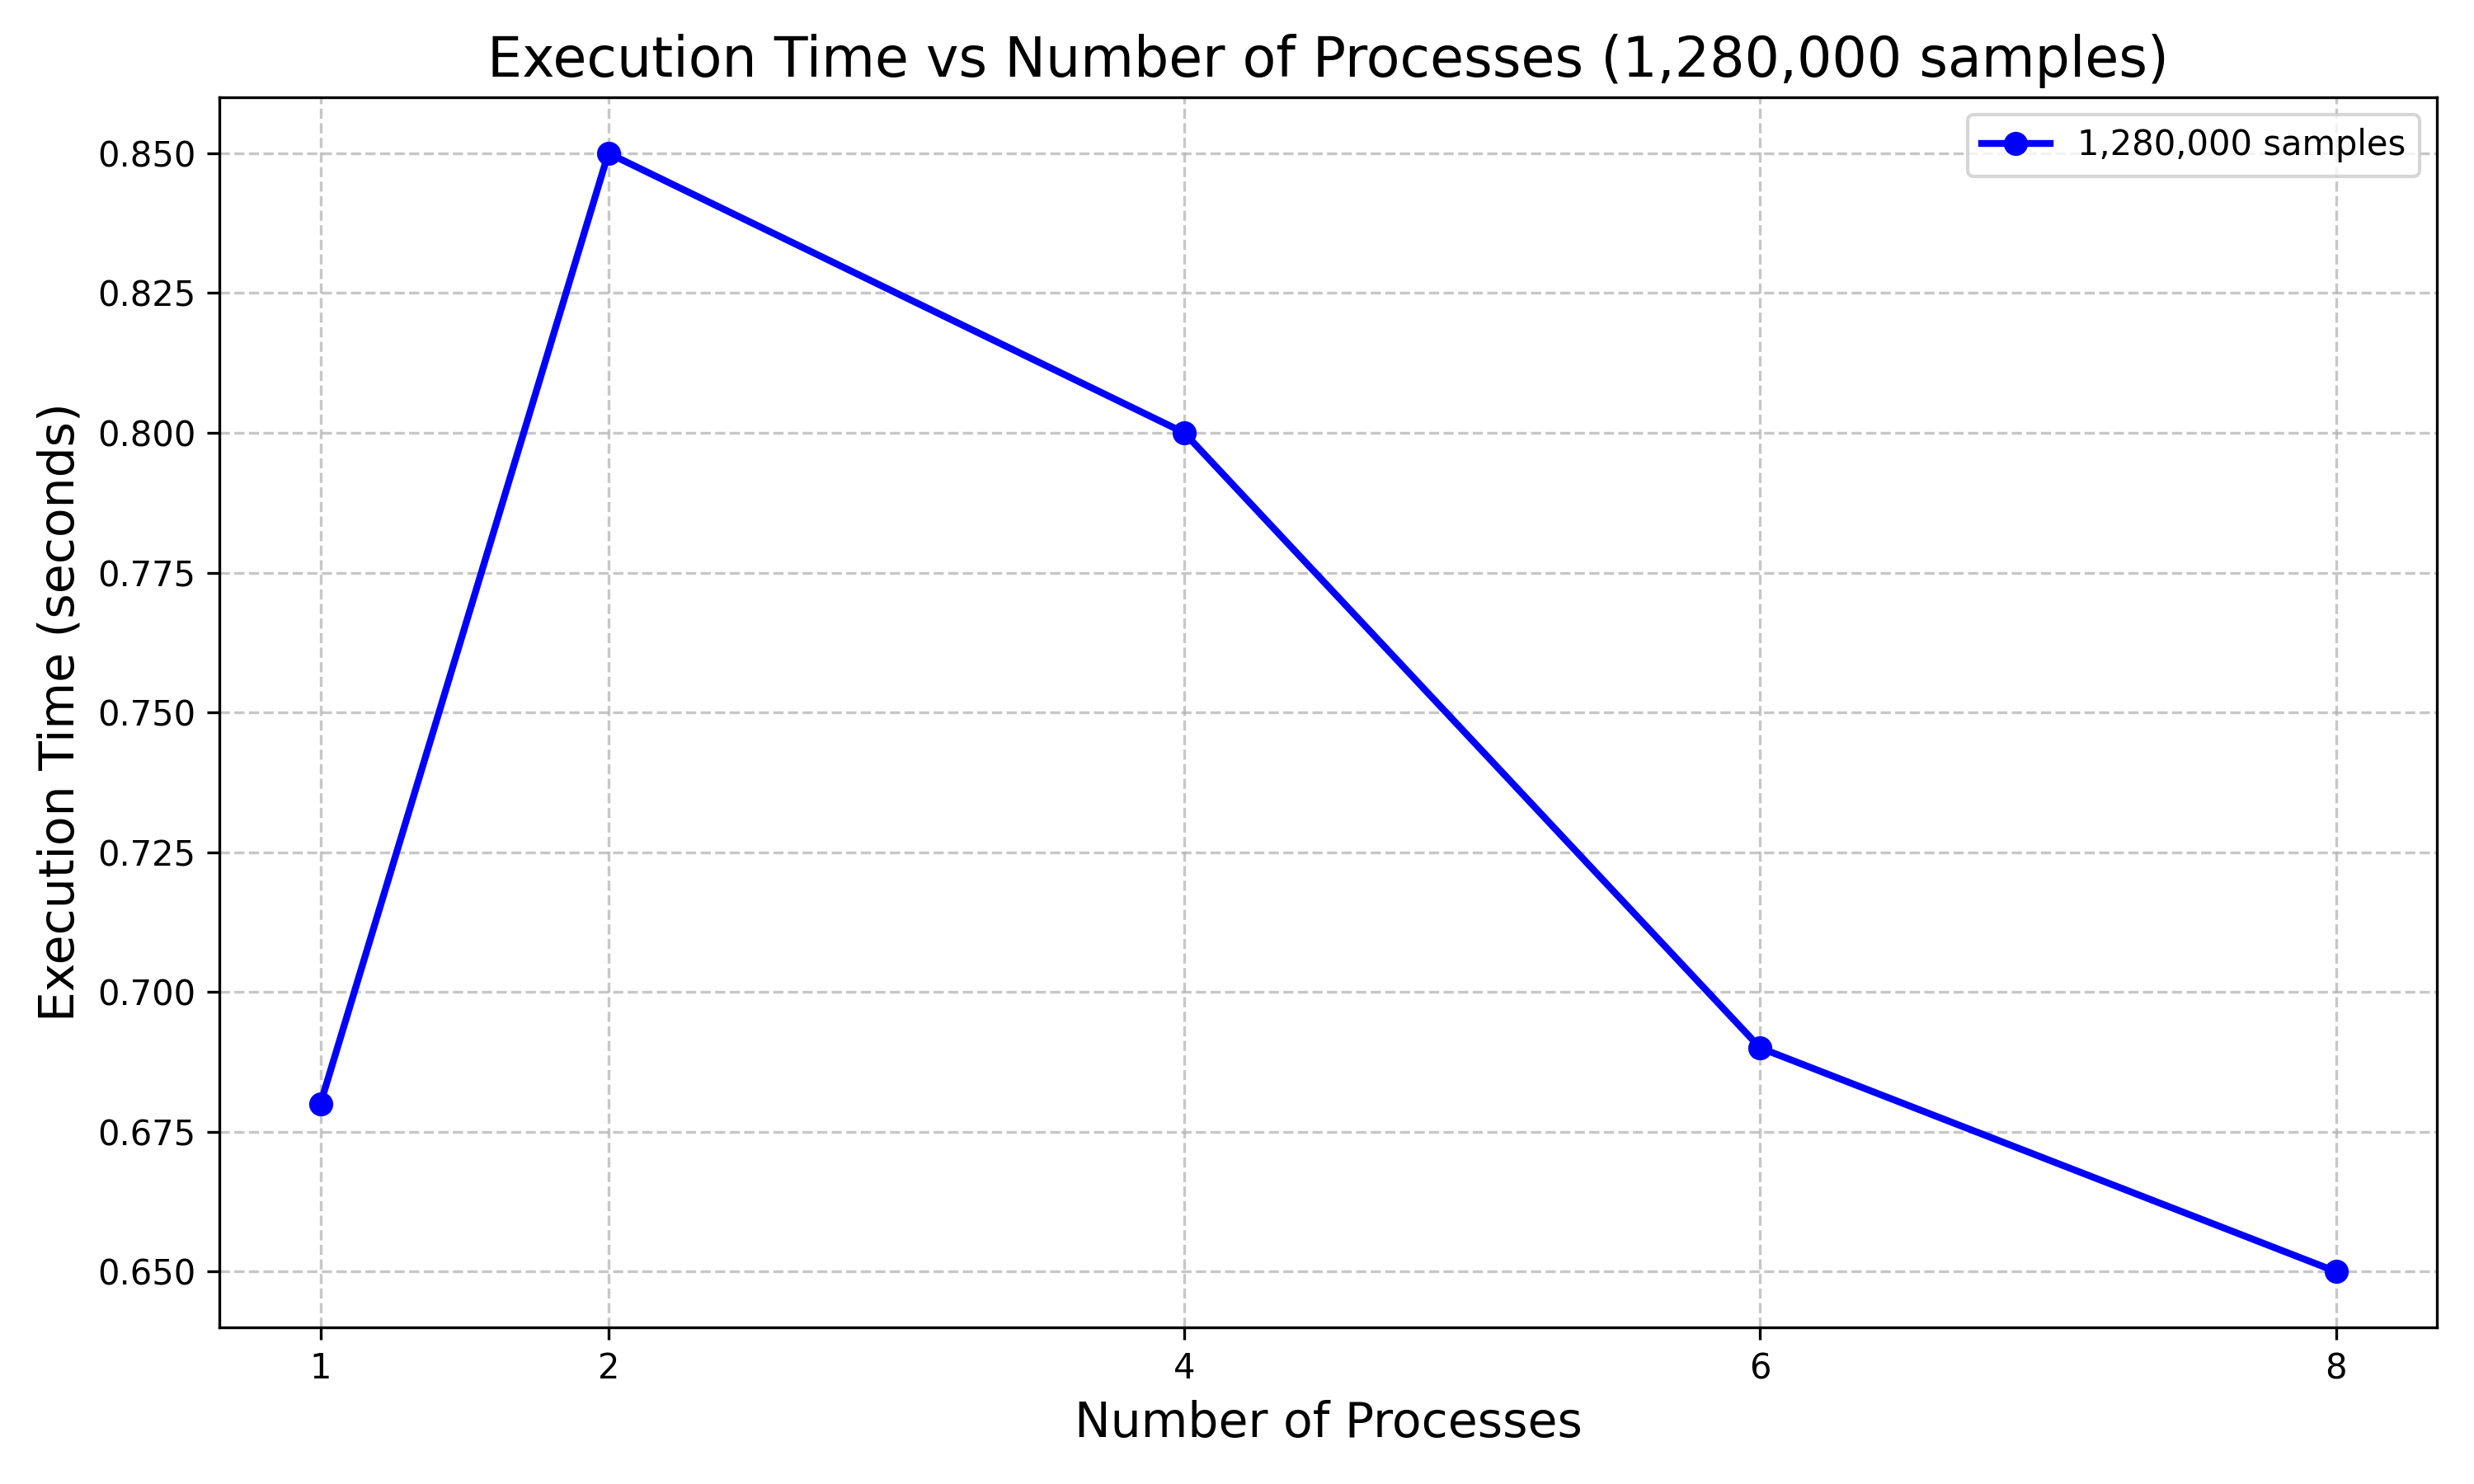 Execution Time vs Number of Processes (1,280,000 samples)
1,280,000 samples
Execution Time (seconds)
0.850
0.825
0.800
0.775
0.750
0.725
0.700
0.675
0.650
1 2 4 6 8
Number of Processes